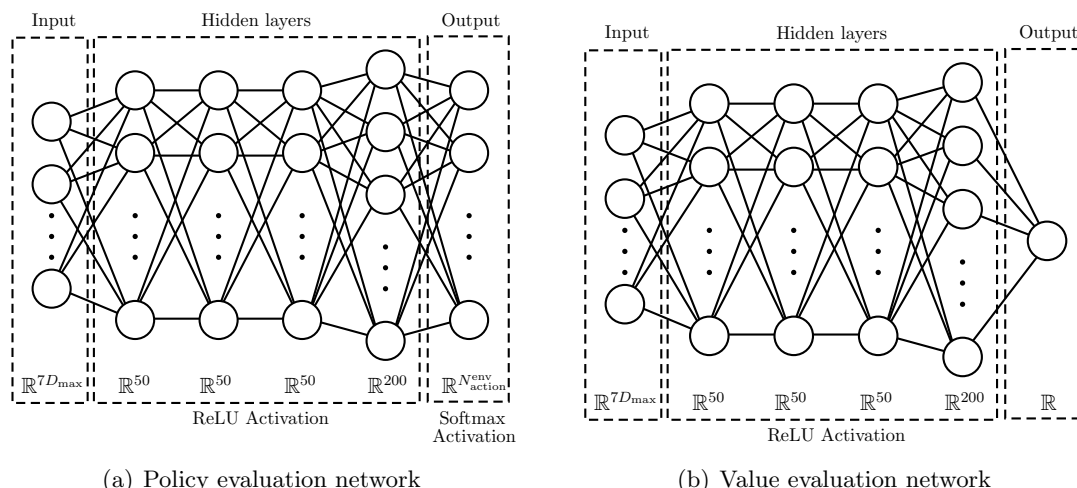 Input Hidden layers Output
ℝ^{7D_max} ℝ^{50} ℝ^{50} ℝ^{50} ℝ^{200} ℝ^{N^{env}_{action}}
ReLU Activation Softmax
Activation
(a) Policy evaluation network
Input Hidden layers Output
ℝ^{7D_max} ℝ^{50} ℝ^{50} ℝ^{50} ℝ^{200} ℝ
ReLU Activation
(b) Value evaluation network